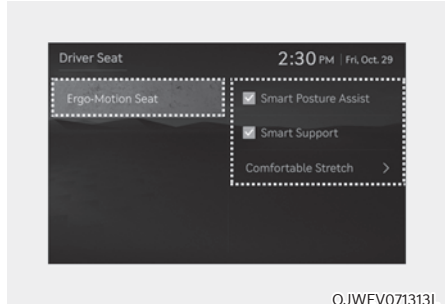 Driver Seat
2:30 PM | Fri, Oct. 29
Ergo-Motion Seat
Smart Posture Assist
Smart Support
Comfortable Stretch >
OJWEV071313L